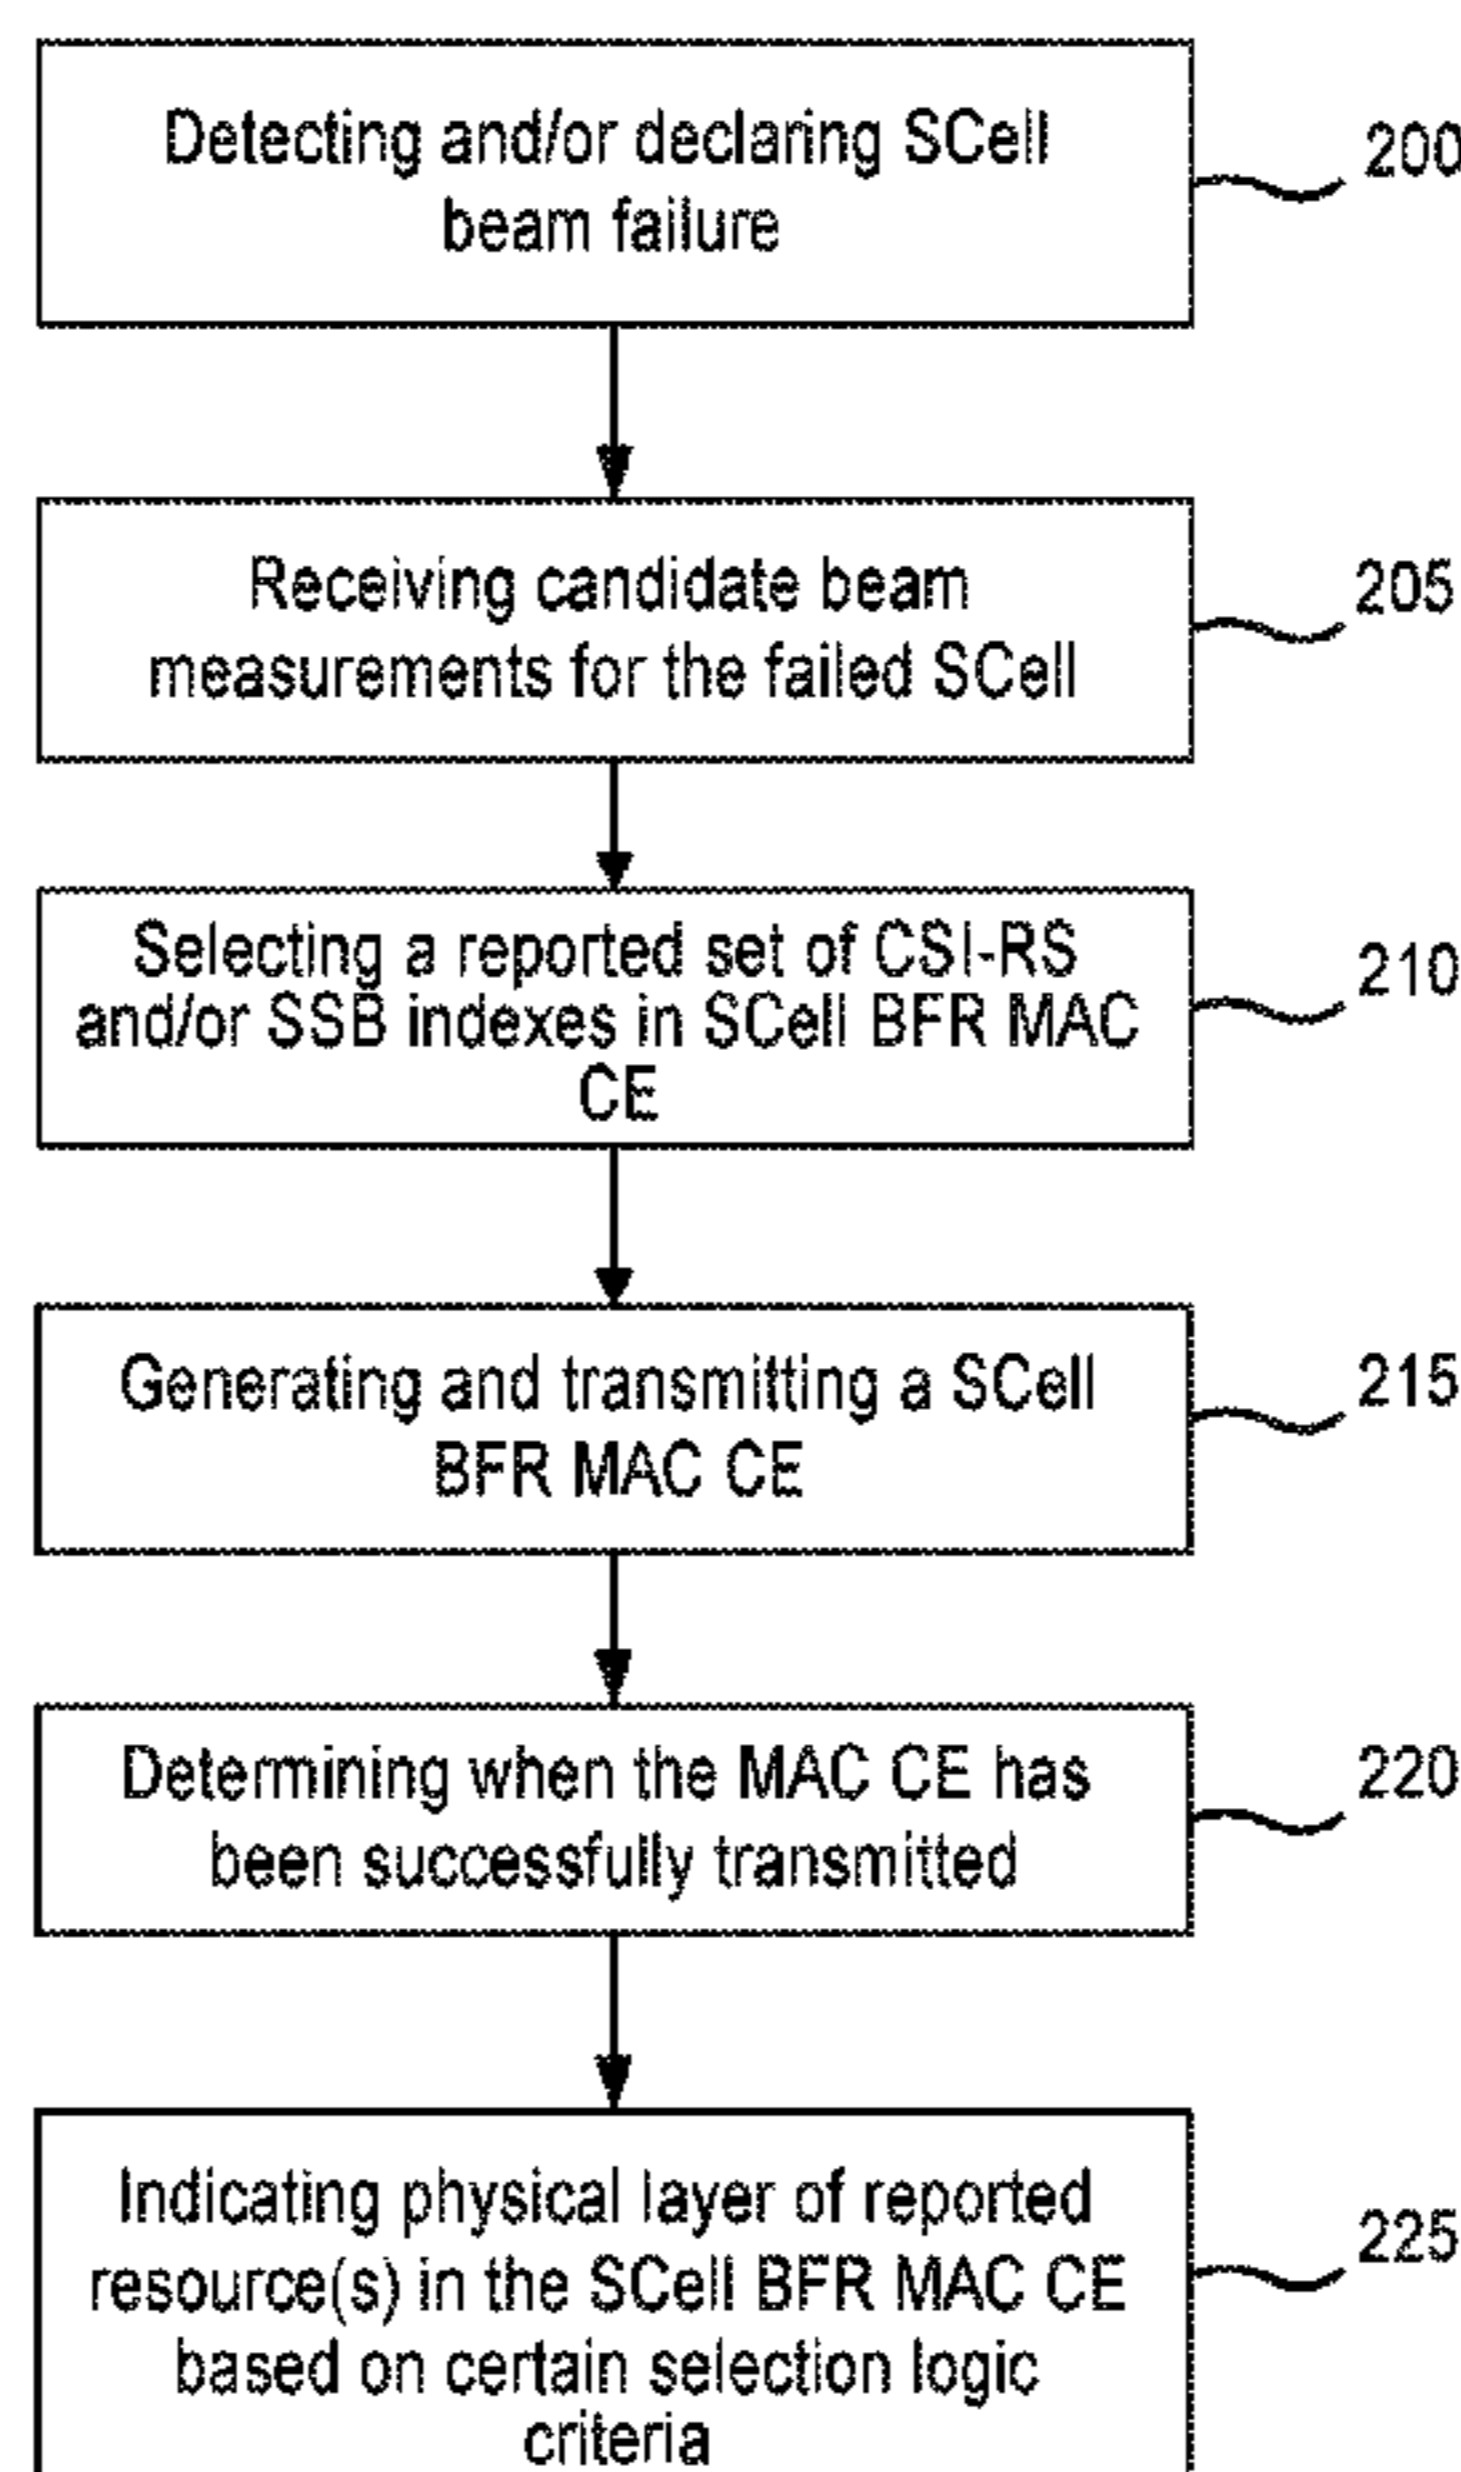 Detecting and/or declaring SCell
beam failure
200
Receiving candidate beam
measurements for the failed SCell
205
Selecting a reported set of CSI-RS
and/or SSB indexes in SCell BFR MAC
CE
210
Generating and transmitting a SCell
BFR MAC CE
215
Determining when the MAC CE has
been successfully transmitted
220
Indicating physical layer of reported
resource(s) in the SCell BFR MAC CE
based on certain selection logic
criteria
225